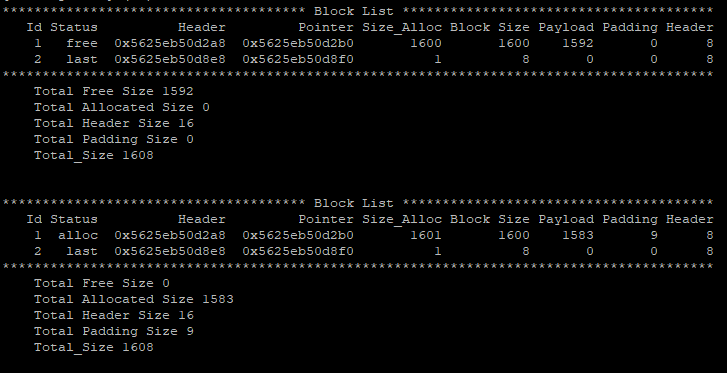 ************************************** Block List ***************************************
Id Status Header Pointer Size_Alloc Block Size Payload Padding Header
1 free 0x5625eb50d2a8 0x5625eb50d2b0 1600 1600 1592 0 8
2 last 0x5625eb50d8e8 0x5625eb50d8f0 1 8 0 0 8
*****************************************************************************************
Total Free Size 1592
Total Allocated Size 0
Total Header Size 16
Total Padding Size 0
Total_Size 1608
************************************** Block List ***************************************
Id Status Header Pointer Size_Alloc Block Size Payload Padding Header
1 alloc 0x5625eb50d2a8 0x5625eb50d2b0 1601 1600 1583 9 8
2 last 0x5625eb50d8e8 0x5625eb50d8f0 1 8 0 0 8
*****************************************************************************************
Total Free Size 0
Total Allocated Size 1583
Total Header Size 16
Total Padding Size 9
Total_Size 1608